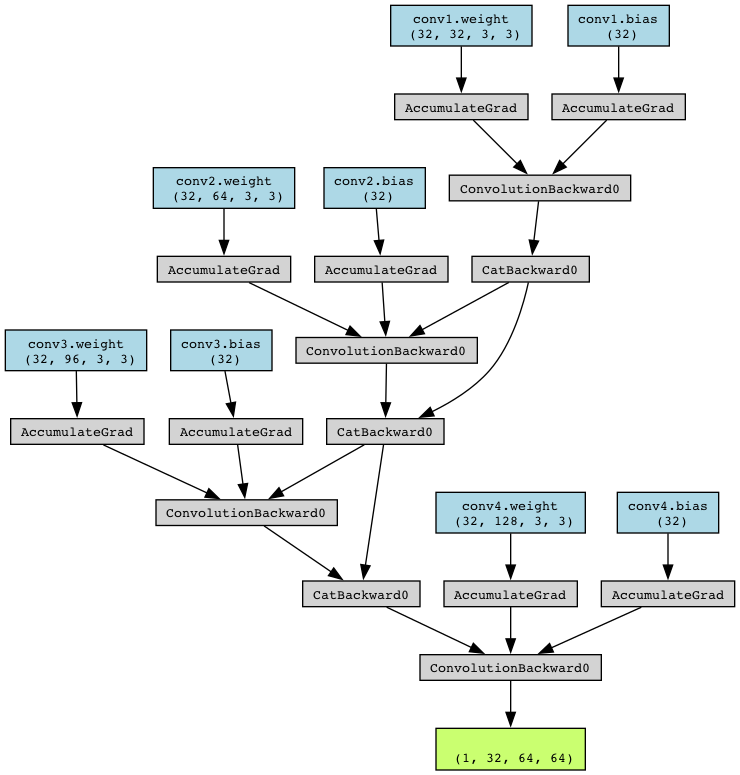 conv1.weight
(32, 32, 3, 3)
conv1.bias
(32)
AccumulateGrad
AccumulateGrad
conv2.weight
(32, 64, 3, 3)
conv2.bias
(32)
ConvolutionBackward0
AccumulateGrad
AccumulateGrad
CatBackward0
conv3.weight
(32, 96, 3, 3)
conv3.bias
(32)
ConvolutionBackward0
AccumulateGrad
AccumulateGrad
CatBackward0
ConvolutionBackward0
conv4.weight
(32, 128, 3, 3)
conv4.bias
(32)
CatBackward0
AccumulateGrad
AccumulateGrad
ConvolutionBackward0
(1, 32, 64, 64)